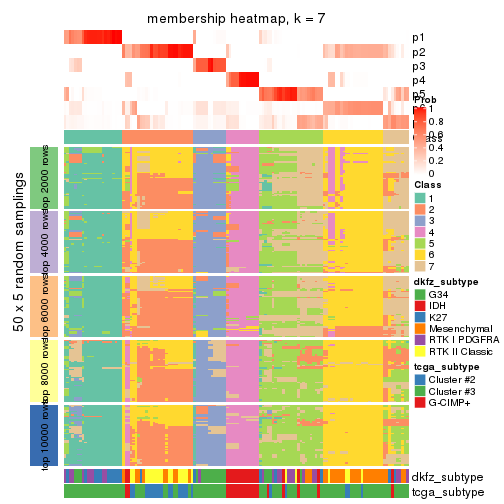 membership heatmap, k = 7
p1
p2
p3
p4
p5
p6
Prob
1
0.8
0.6
0.4
0.2
0
Class
Class
1
2
3
4
5
6
7
dkfz_subtype
G34
IDH
K27
Mesenchymal
RTK I PDGFRA
RTK II Classic
tcga_subtype
Cluster #2
Cluster #3
G-CIMP+
50 x 5 random samplings
top 2000 rows
top 4000 rows
top 6000 rows
top 8000 rows
top 10000 rows
dkfz_subtype
tcga_subtype